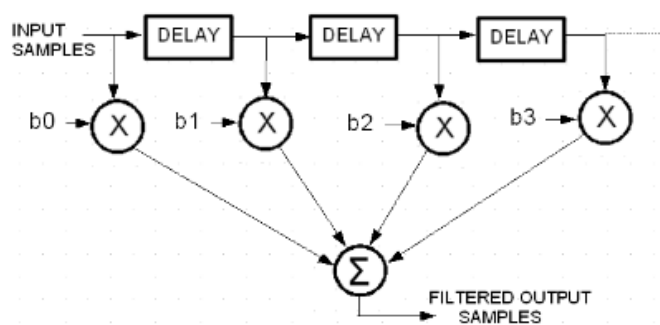 INPUT
SAMPLES
DELAY
DELAY
DELAY
b0
X
b1
X
b2
X
b3
X
Σ
FILTERED OUTPUT
SAMPLES